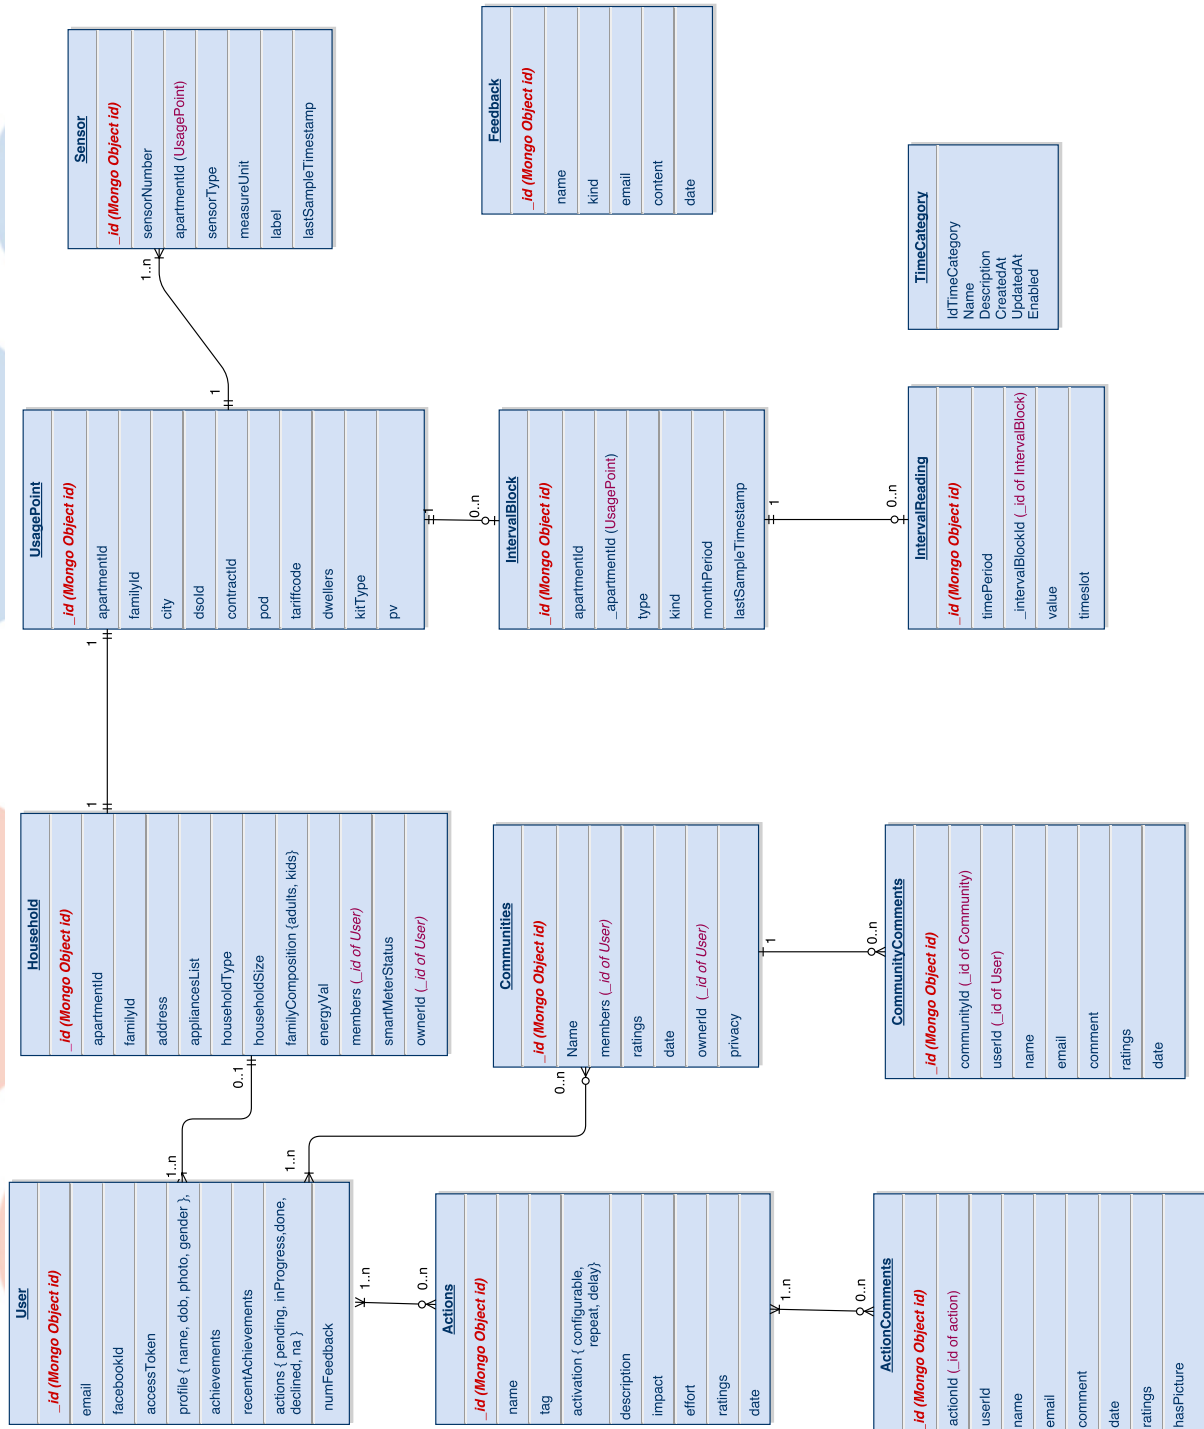 User
_id (Mongo Object id)
email
facebookId
accessToken
profile { name, dob, photo, gender },
achievements
recentAchievements
actions { pending, inProgress,done,
declined, na }
numFeedback
1..n
0..1
1..n
0..n
1..n
0..n
Household
_id (Mongo Object id)
apartmentId
familyId
address
appliancesList
householdType
householdSize
familyComposition {adults, kids}
energyVal
members (_id of User)
smartMeterStatus
ownerId (_id of User)
1
1
UsagePoint
_id (Mongo Object id)
apartmentId
familyId
city
dsoId
contractId
pod
tariffcode
dwellers
kitType
pv
1
1..n
Sensor
_id (Mongo Object id)
sensorNumber
apartmentId (UsagePoint)
sensorType
measureUnit
label
lastSampleTimestamp
1
0..n
Actions
_id (Mongo Object id)
name
tag
activation { configurable,
repeat, delay}
description
impact
effort
ratings
date
1..n
0..n
Communities
_id (Mongo Object id)
Name
members (_id of User)
ratings
date
ownerId (_id of User)
privacy
1
0..n
IntervalBlock
_id (Mongo Object id)
apartmentId
_apartmentId (UsagePoint)
type
kind
monthPeriod
lastSampleTimestamp
1
0..n
Feedback
_id (Mongo Object id)
name
kind
email
content
date
ActionComments
_id (Mongo Object id)
actionId (_id of action)
userId
name
email
comment
date
ratings
hasPicture
CommunityComments
_id (Mongo Object id)
communityId (_id of Community)
userId (_id of User)
name
email
comment
ratings
date
IntervalReading
_id (Mongo Object id)
timePeriod
_intervalBlockId (_id of IntervalBlock)
value
timeslot
TimeCategory
IdTimeCategory
Name
Description
CreatedAt
UpdatedAt
Enabled